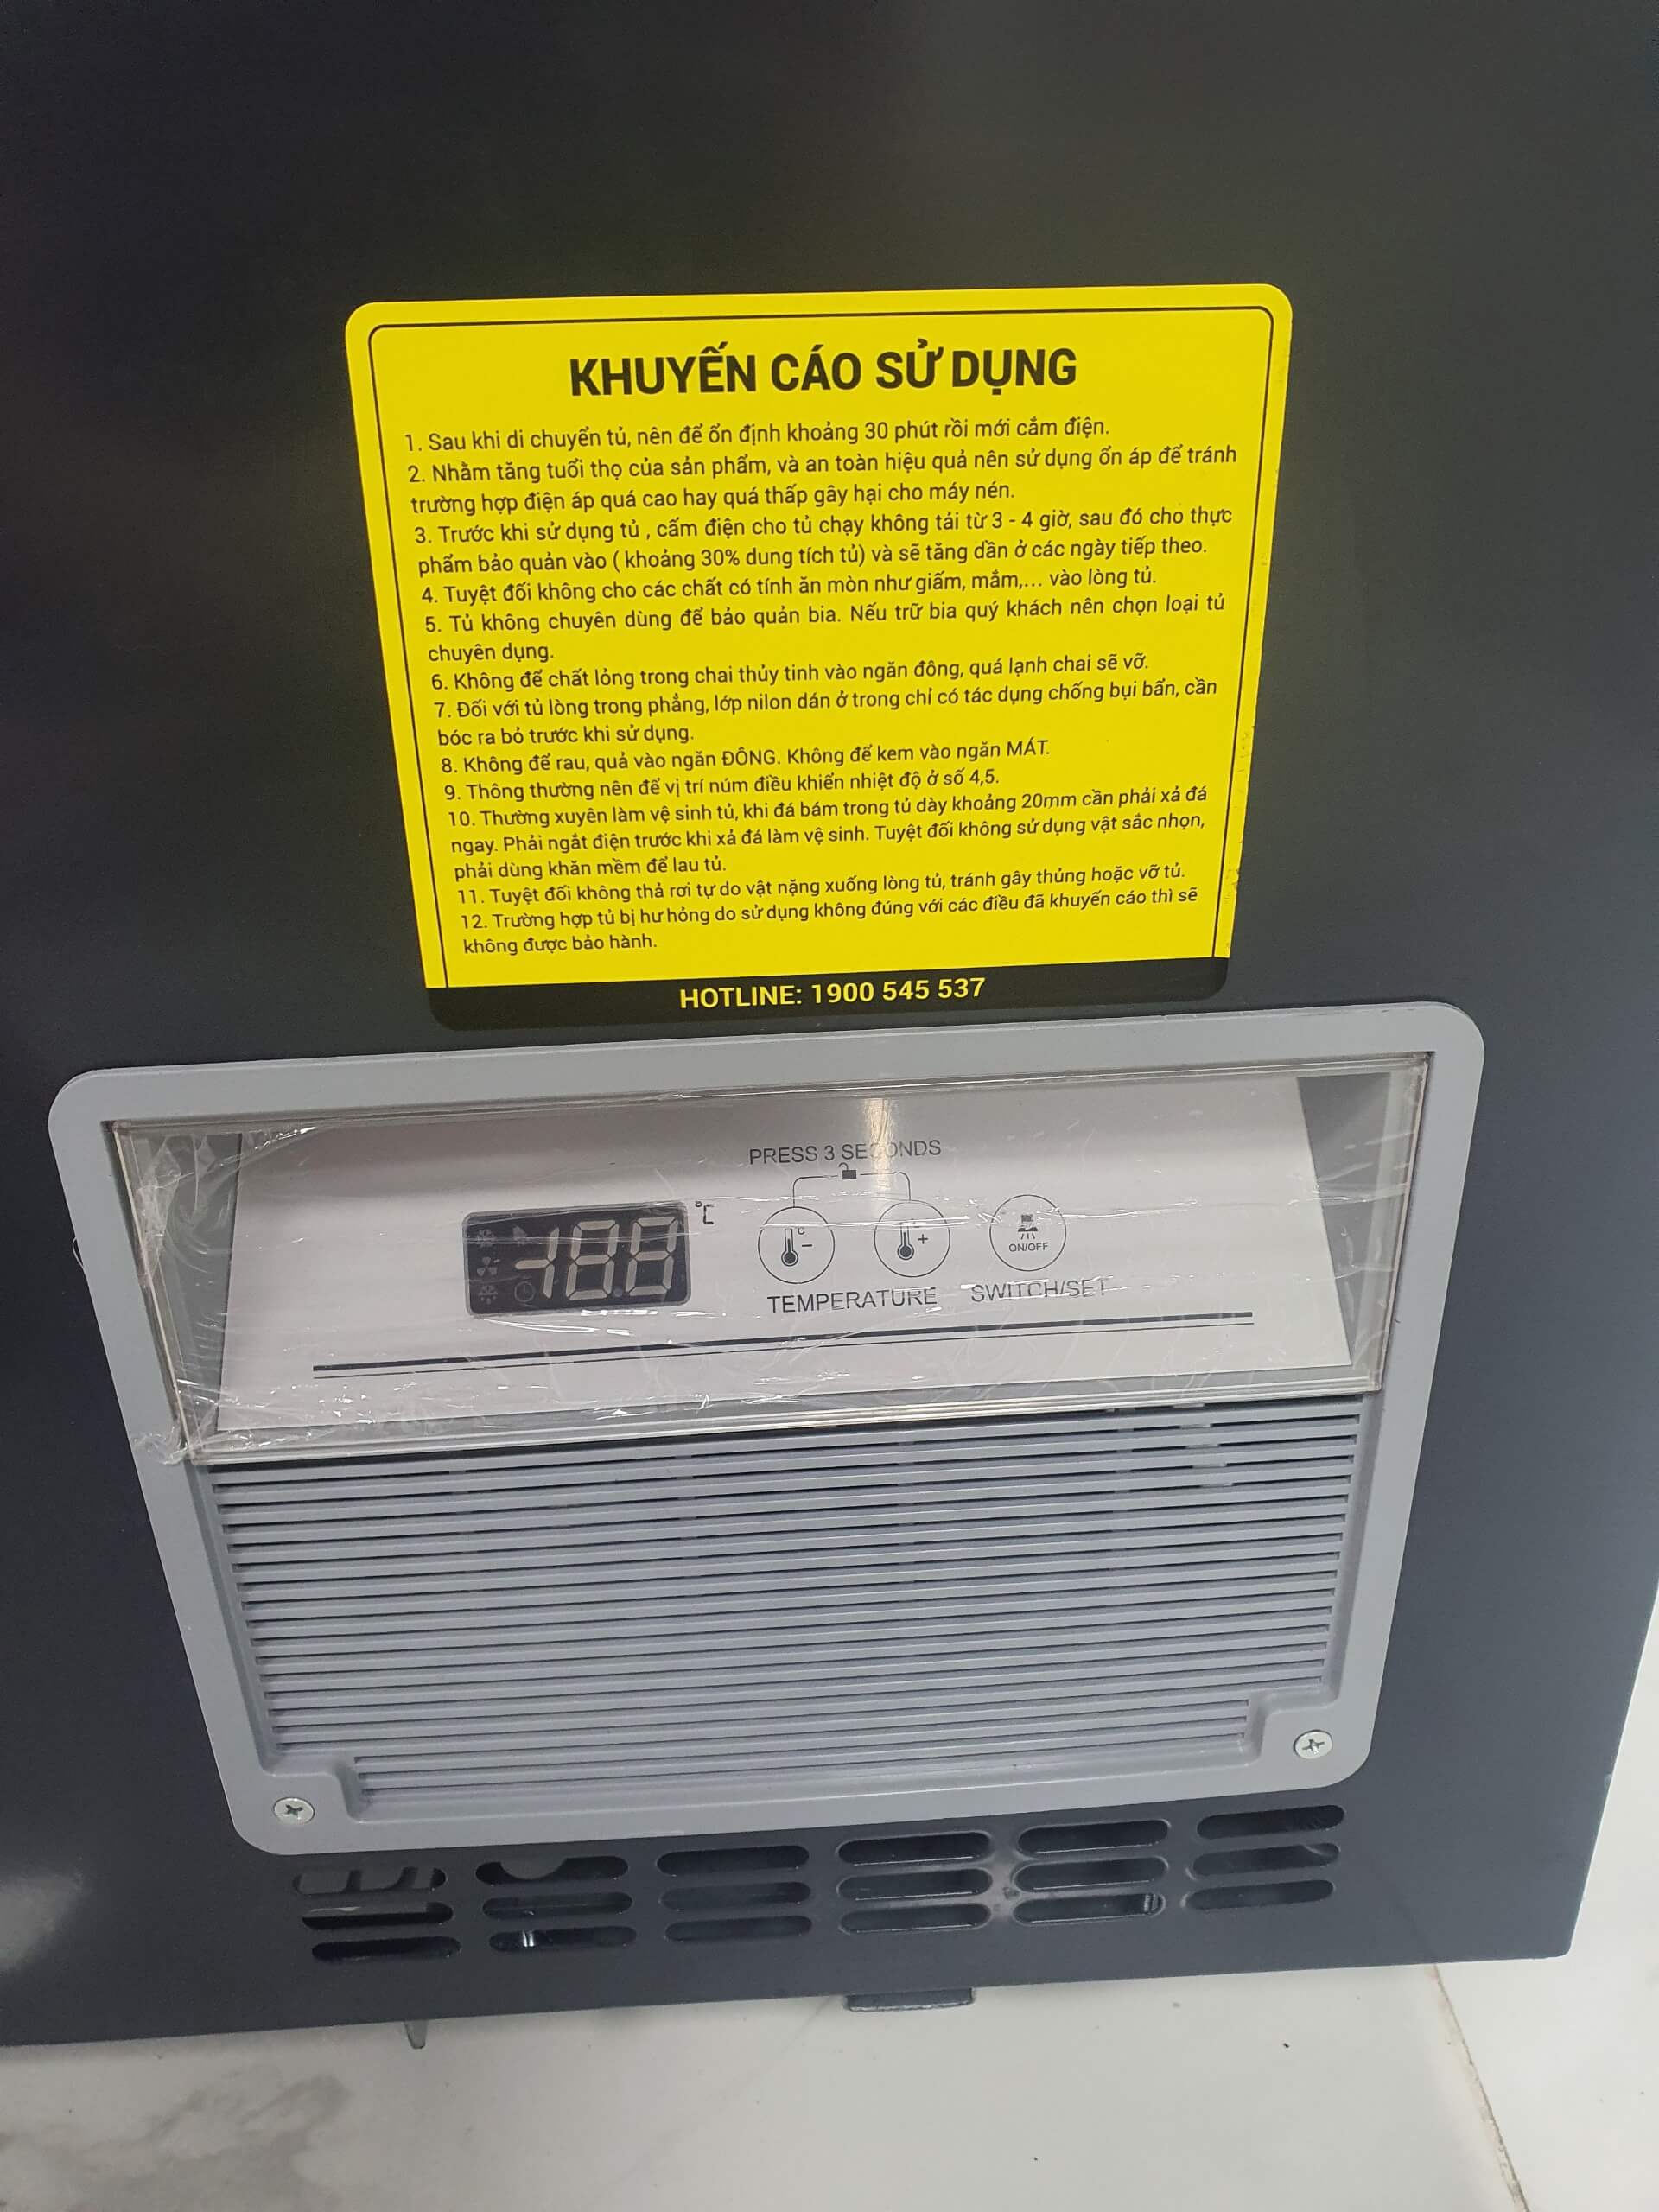 KHUYẾN CÁO SỬ DỤNG
1. Sau khi di chuyển tủ, nên để ổn định khoảng 30 phút rồi mới cắm điện.
2. Nhằm tăng tuổi thọ của sản phẩm, và an toàn hiệu quả nên sử dụng ổn áp để tránh
trường hợp điện áp quá cao hay quá thấp gây hại cho máy nén.
3. Trước khi sử dụng tủ , cấm điện cho tủ chạy không tải từ 3 - 4 giờ, sau đó cho thực
phẩm bảo quản vào ( khoảng 30% dung tích tủ) và sẽ tăng dần ở các ngày tiếp theo.
4. Tuyệt đối không cho các chất có tính ăn mòn như giấm, mắm,... vào lòng tủ.
5. Tủ không chuyên dùng để bảo quản bia. Nếu trữ bia quý khách nên chọn loại tủ
chuyên dụng.
6. Không để chất lỏng trong chai thủy tinh vào ngăn đông, quá lạnh chai sẽ vỡ.
7. Đối với tủ lòng trong phẳng, lớp nilon dán ở trong chỉ có tác dụng chống bụi bẩn, cần
bóc ra bỏ trước khi sử dụng.
8. Không để rau, quả vào ngăn ĐÔNG. Không để kem vào ngăn MÁT.
9. Thông thường nên để vị trí núm điều khiển nhiệt độ ở số 4,5.
10. Thường xuyên làm vệ sinh tủ, khi đá bám trong tủ dày khoảng 20mm cần phải xả đá
ngay. Phải ngắt điện trước khi xả đá làm vệ sinh. Tuyệt đối không sử dụng vật sắc nhọn,
phải dùng khăn mềm để lau tủ.
11. Tuyệt đối không thả rơi tự do vật nặng xuống lòng tủ, tránh gây thủng hoặc vỡ tủ.
12. Trường hợp tủ bị hư hỏng do sử dụng không đúng với các điều đã khuyến cáo thì sẽ
không được bảo hành.
HOTLINE: 1900 545 537
PRESS 3 SECONDS
-188 °C
°C - + ON/OFF
TEMPERATURE SWITCH/SET